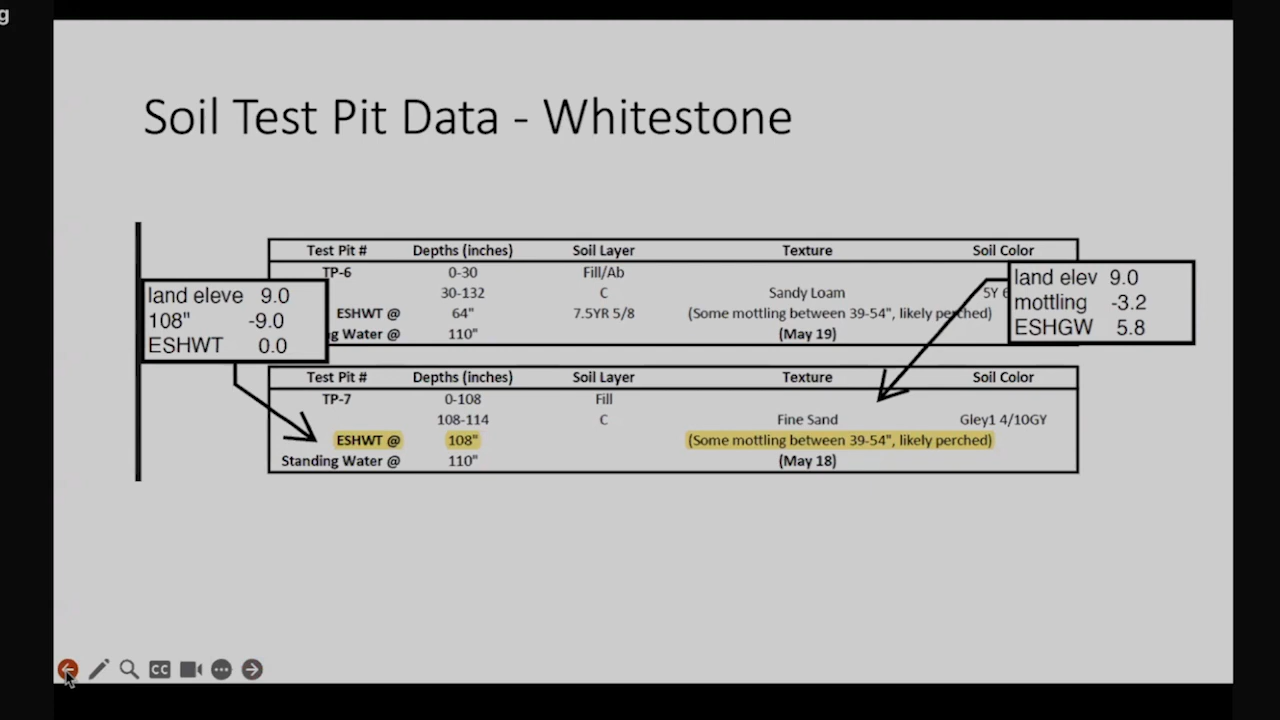 g
Soil Test Pit Data - Whitestone
Test Pit # Depths (inches) Soil Layer Texture Soil Color
TP-6 0-30 Fill/Ab
30-132 C Sandy Loam 5Y
ESHWT @ 64" 7.5YR 5/8 (Some mottling between 39-54", likely perched)
Water @ 110" (May 19)
land eleve 9.0
108" -9.0
ESHWT 0.0
land elev 9.0
mottling -3.2
ESHGW 5.8
Test Pit # Depths (inches) Soil Layer Texture Soil Color
TP-7 0-108 Fill
108-114 C Fine Sand Gley1 4/10GY
ESHWT @ 108" (Some mottling between 39-54", likely perched)
Standing Water @ 110" (May 18)
CC